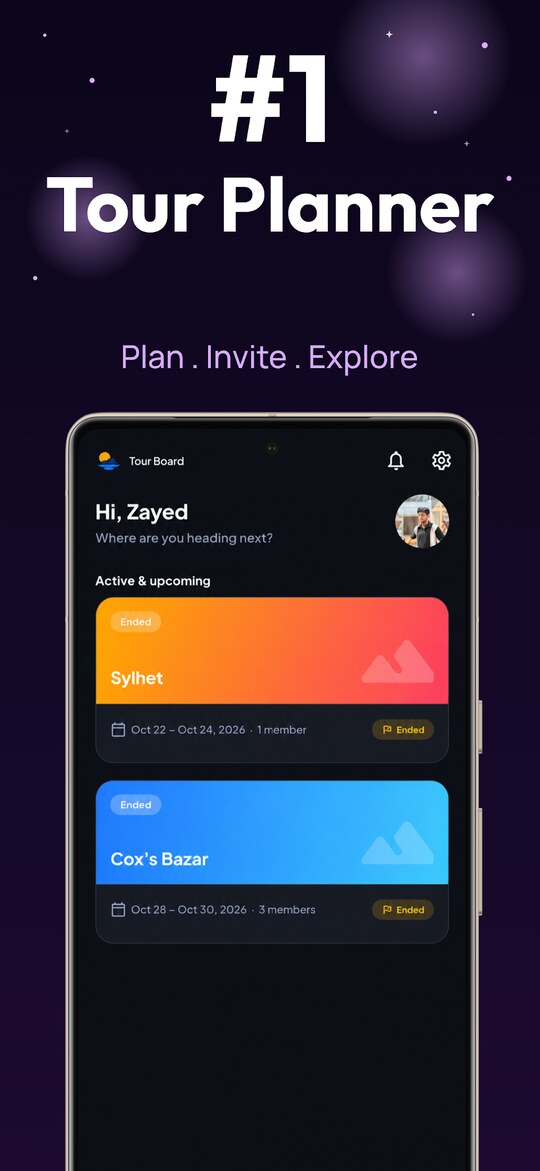 #1
Tour Planner
Plan . Invite . Explore
Tour Board
Hi, Zayed
Where are you heading next?
Active & upcoming
Ended
Sylhet
Oct 22 – Oct 24, 2026 · 1 member
Ended
Ended
Cox's Bazar
Oct 28 – Oct 30, 2026 · 3 members
Ended